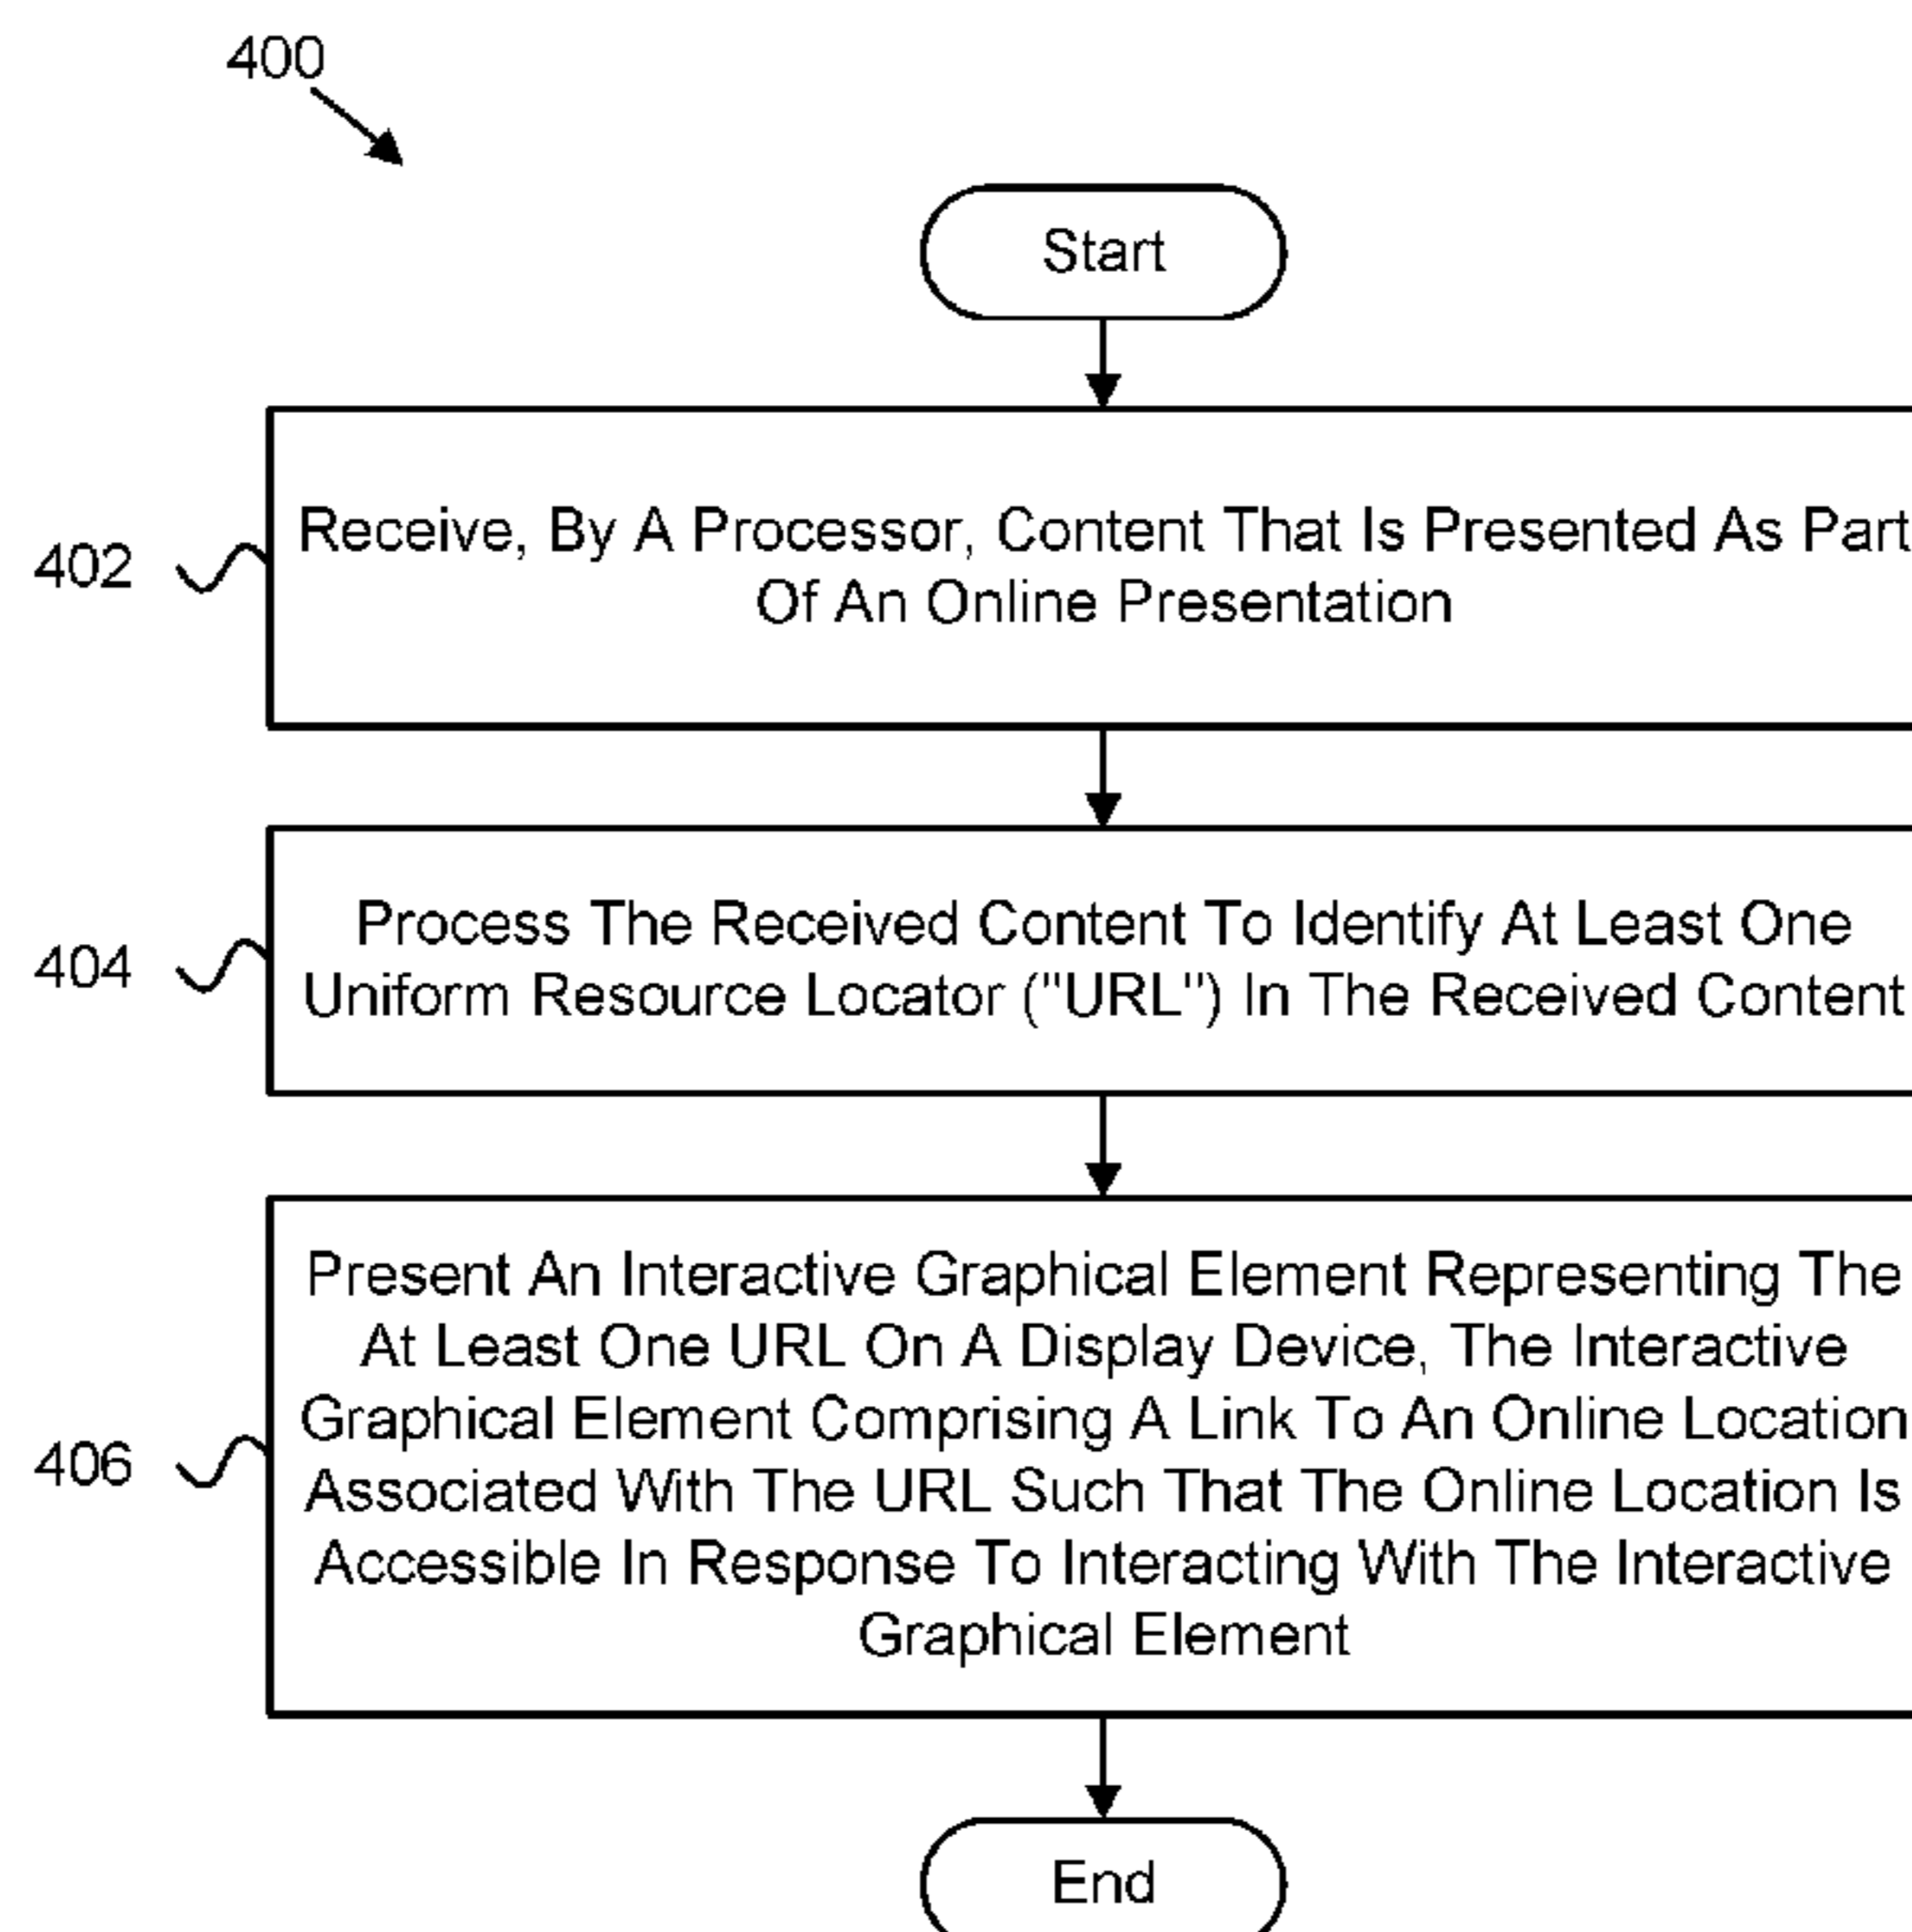 400
Start
402
Receive, By A Processor, Content That Is Presented As Part
Of An Online Presentation
404
Process The Received Content To Identify At Least One
Uniform Resource Locator ("URL") In The Received Content
406
Present An Interactive Graphical Element Representing The
At Least One URL On A Display Device, The Interactive
Graphical Element Comprising A Link To An Online Location
Associated With The URL Such That The Online Location Is
Accessible In Response To Interacting With The Interactive
Graphical Element
End